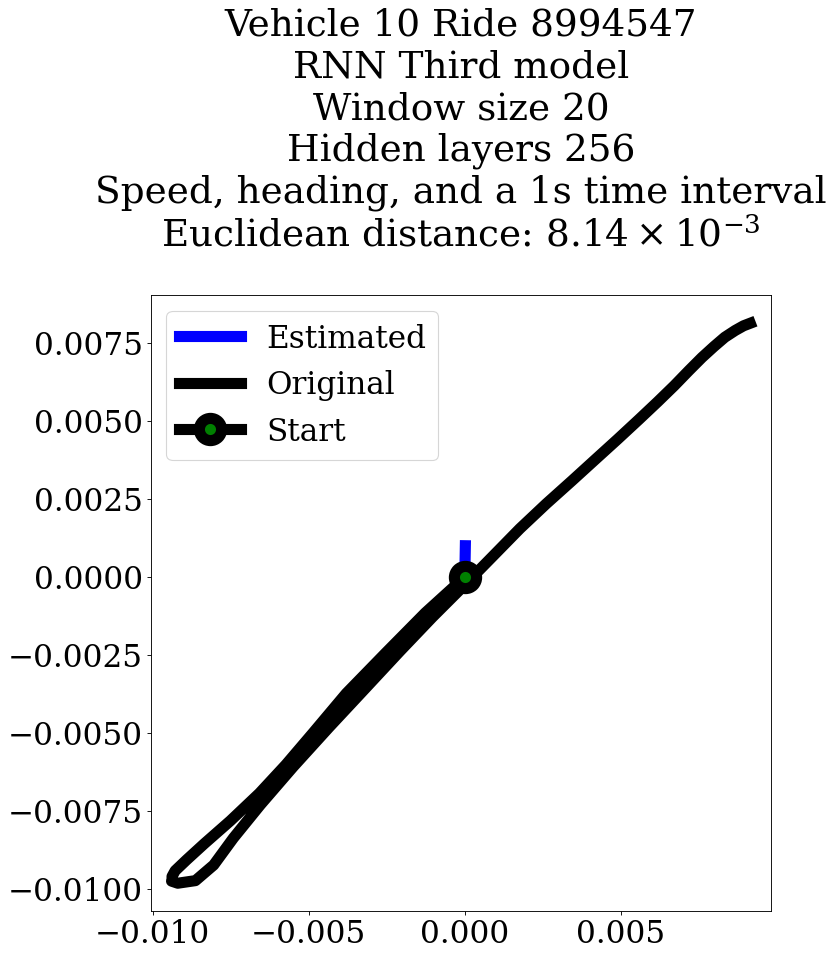 Vehicle 10 Ride 8994547
RNN Third model
Window size 20
Hidden layers 256
Speed, heading, and a 1s time interval
Euclidean distance: 8.14 × 10⁻³
Estimated
Original
Start
0.0075
0.0050
0.0025
0.0000
−0.0025
−0.0050
−0.0075
−0.0100
−0.010 −0.005 0.000 0.005